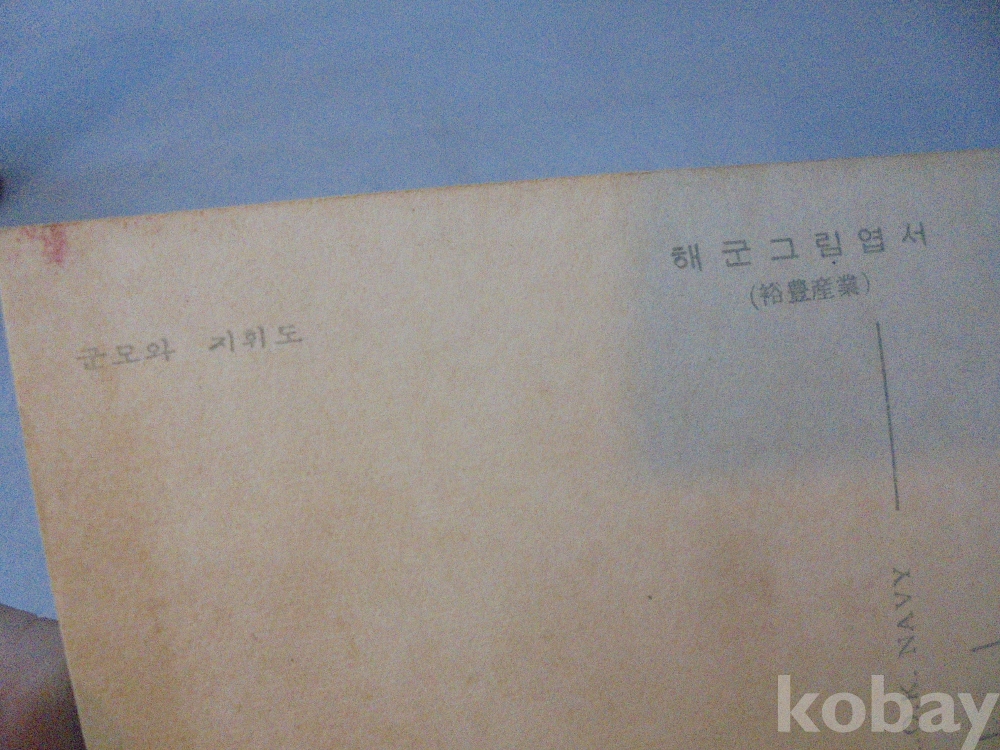 해군그림엽서
(裕豊産業)
군모와 지휘도
O.K. NAVY
kobay